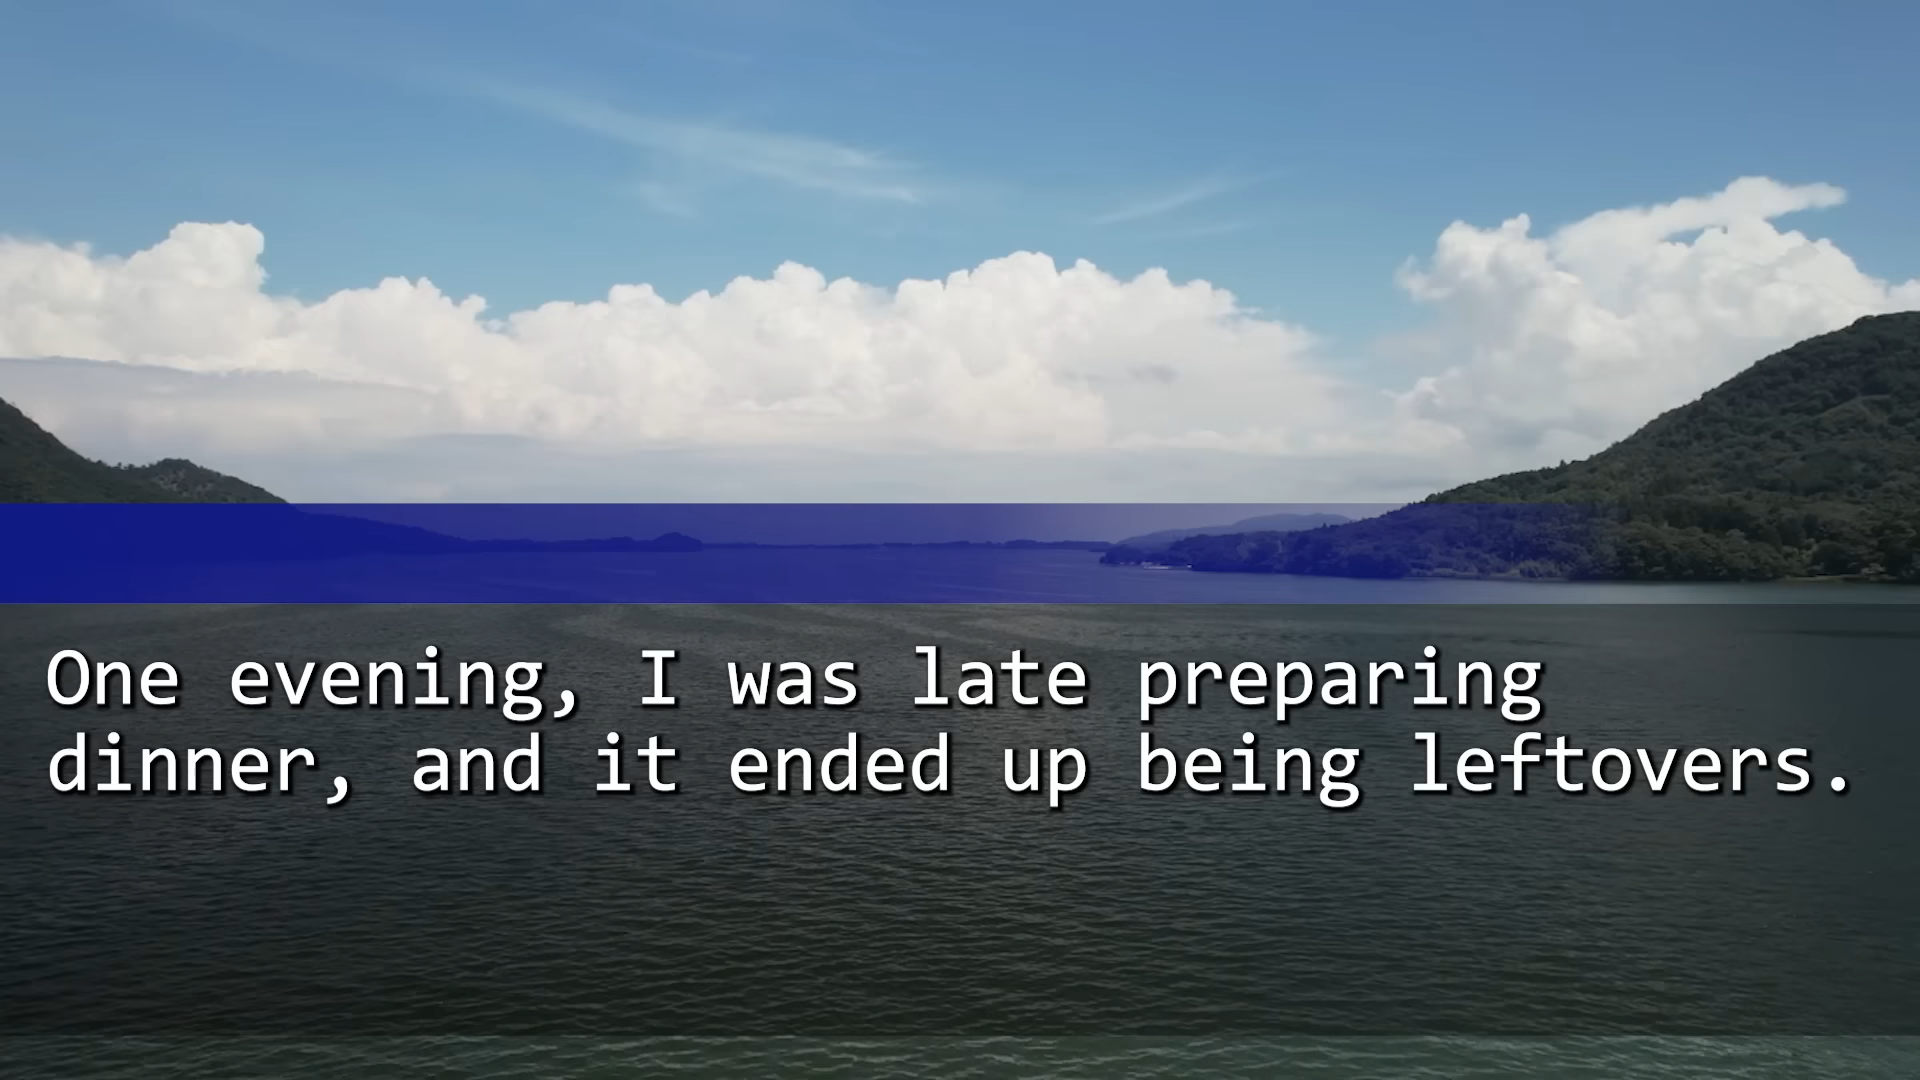 One evening, I was late preparing
dinner, and it ended up being leftovers.